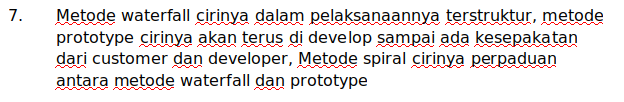 7. Metode waterfall cirinya dalam pelaksanaannya terstruktur, metode
prototype cirinya akan terus di develop sampai ada kesepakatan
dari customer dan developer, Metode spiral cirinya perpaduan
antara metode waterfall dan prototype